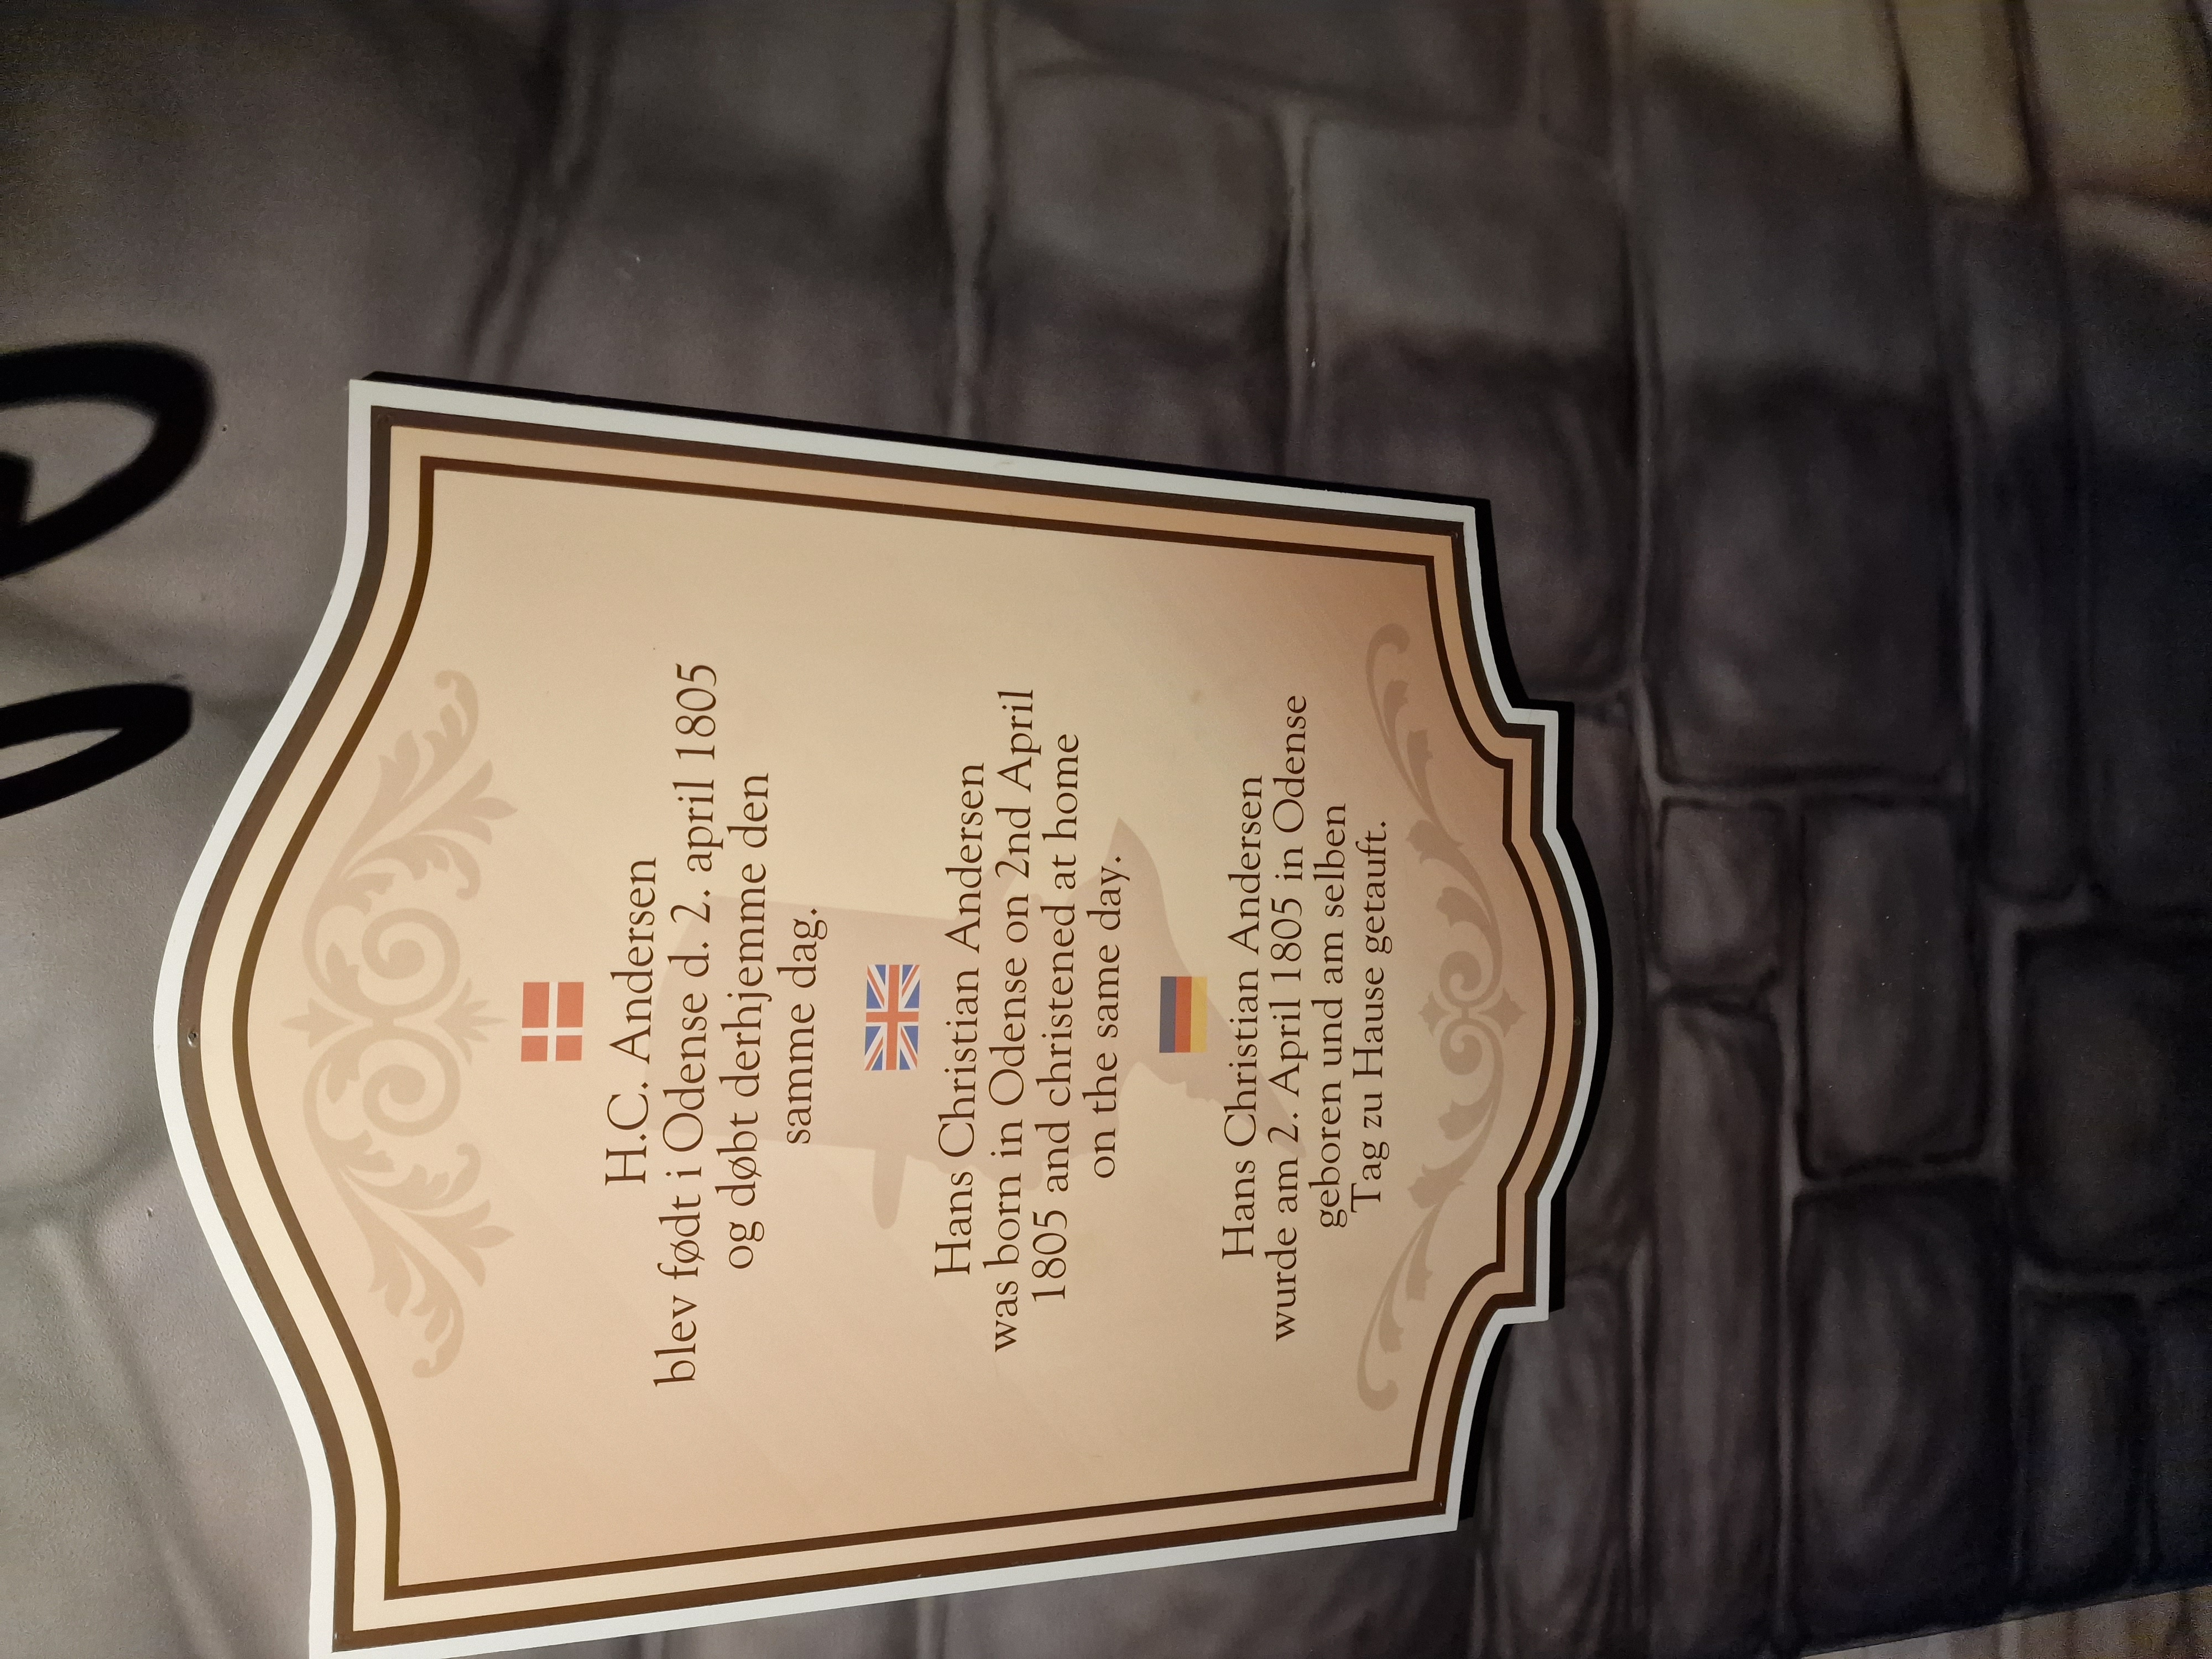 H.C. Andersen
blev født i Odense d. 2. april 1805
og døbt derhjemme den
samme dag.
Hans Christian Andersen
was born in Odense on 2nd April
1805 and christened at home
on the same day.
Hans Christian Andersen
wurde am 2. April 1805 in Odense
geboren und am selben
Tag zu Hause getauft.